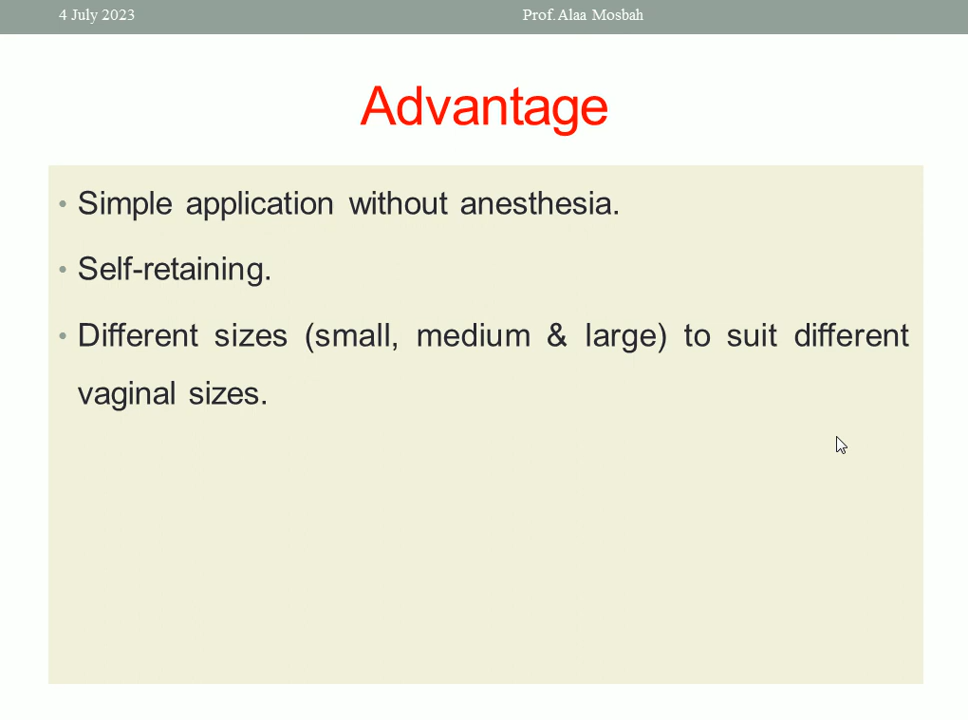 4 July 2023 Prof. Alaa Mosbah
Advantage
• Simple application without anesthesia.
• Self-retaining.
• Different sizes (small, medium & large) to suit different
vaginal sizes.